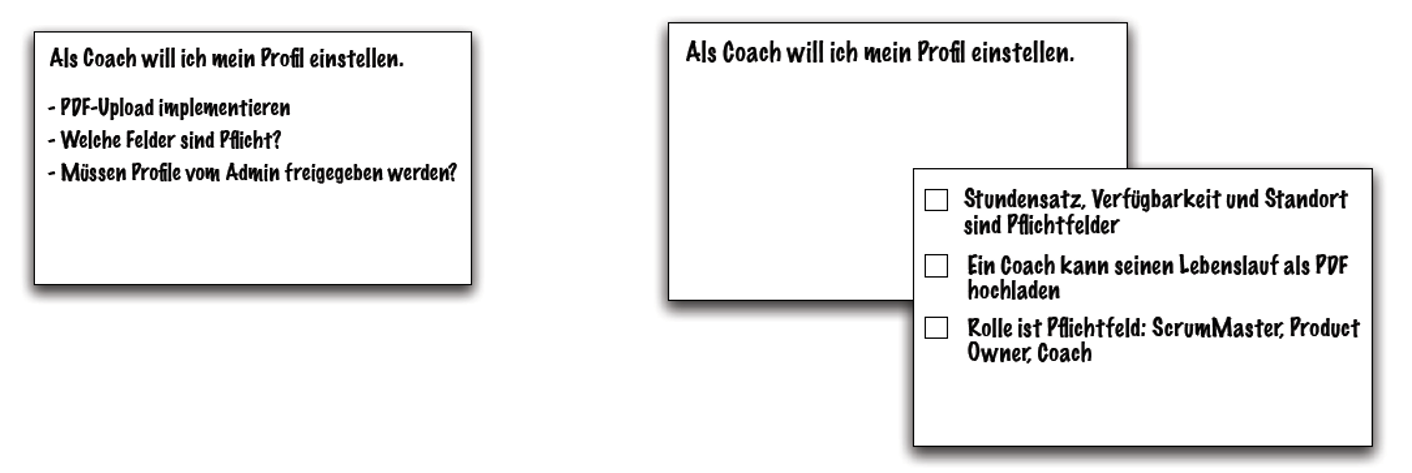 Als Coach will ich mein Profil einstellen.
- PDF-Upload implementieren
- Welche Felder sind Pflicht?
- Müssen Profile vom Admin freigegeben werden?
Als Coach will ich mein Profil einstellen.
Stundensatz, Verfügbarkeit und Standort
sind Pflichtfelder
Ein Coach kann seinen Lebenslauf als PDF
hochladen
Rolle ist Pflichtfeld: ScrumMaster, Product
Owner, Coach